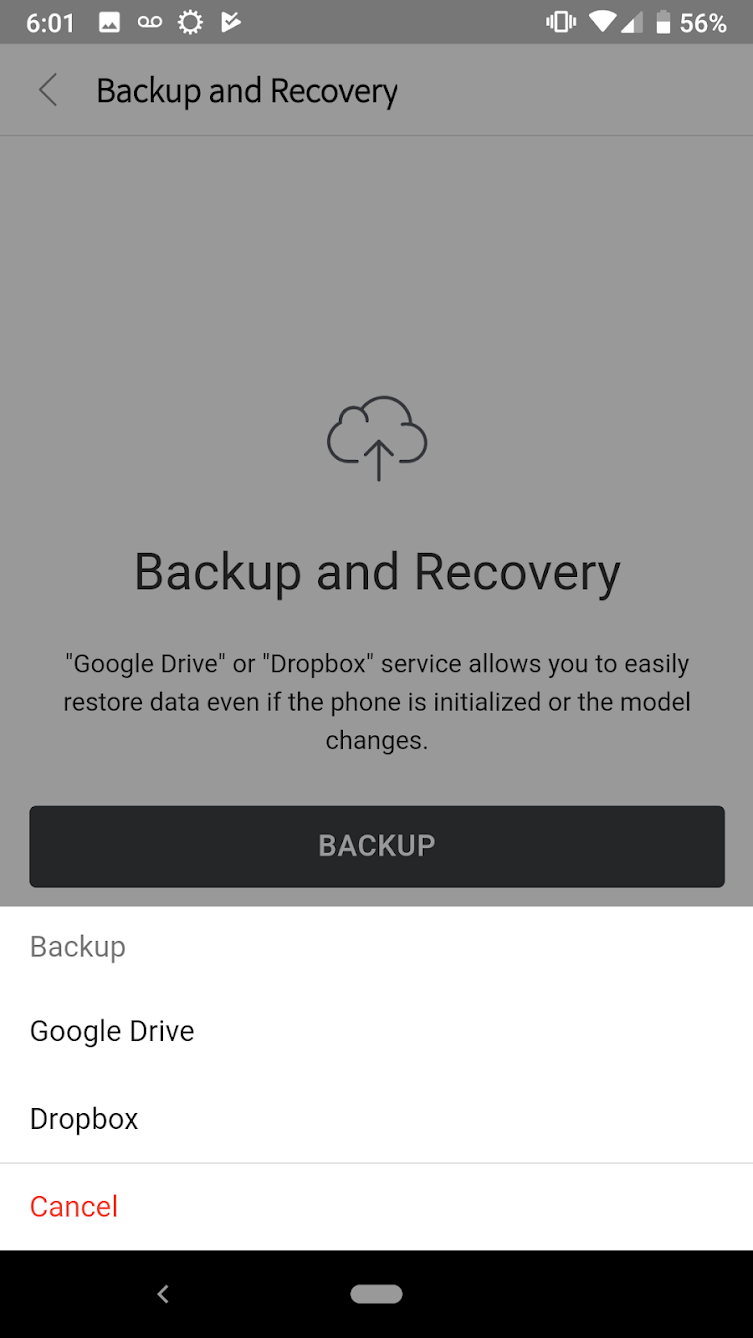 6:01
56%
Backup and Recovery
Backup and Recovery
"Google Drive" or "Dropbox" service allows you to easily
restore data even if the phone is initialized or the model
changes.
BACKUP
Backup
Google Drive
Dropbox
Cancel